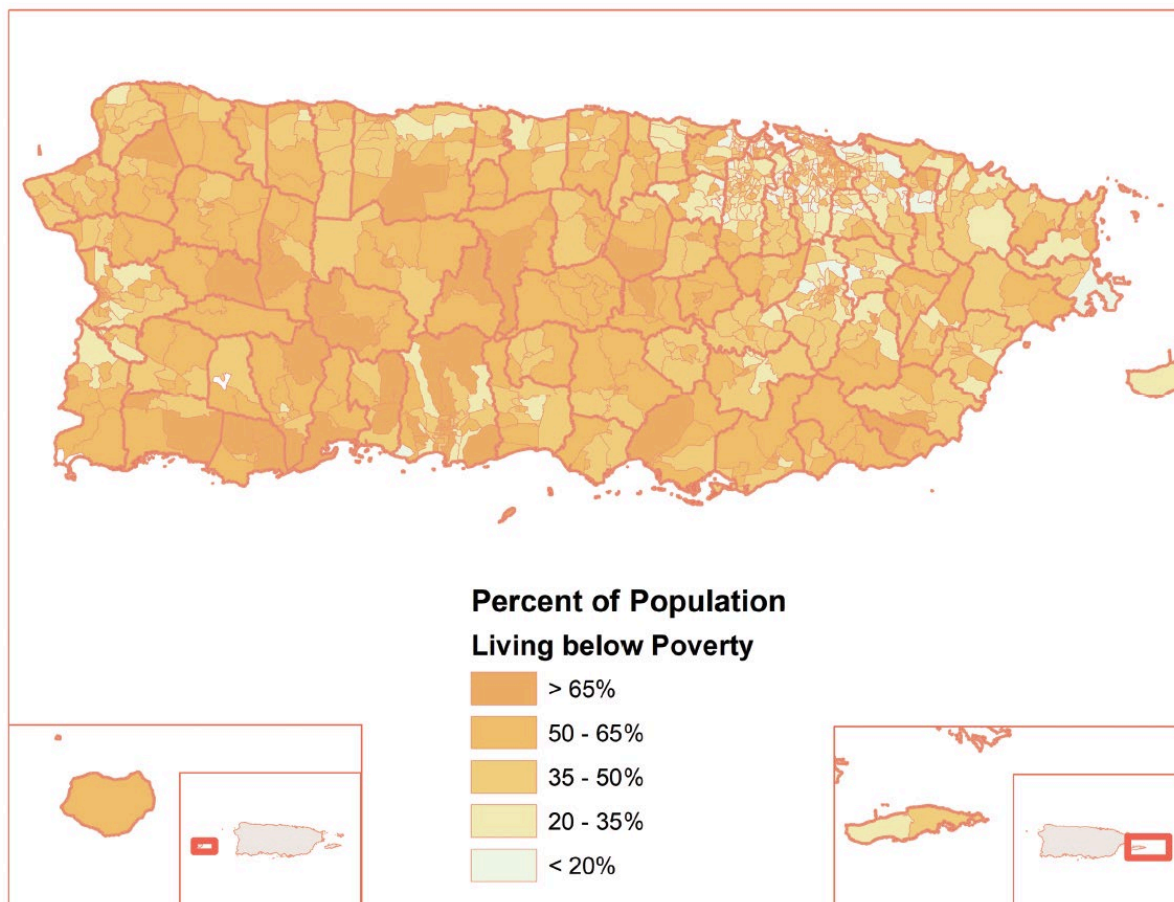 Percent of Population
Living below Poverty
> 65%
50 - 65%
35 - 50%
20 - 35%
< 20%